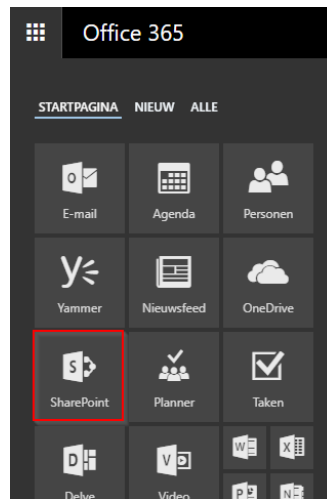 Office 365
STARTPAGINA NIEUW ALLE
E-mail Agenda Personen
Yammer Nieuwsfeed OneDrive
SharePoint Planner Taken
Delve Video